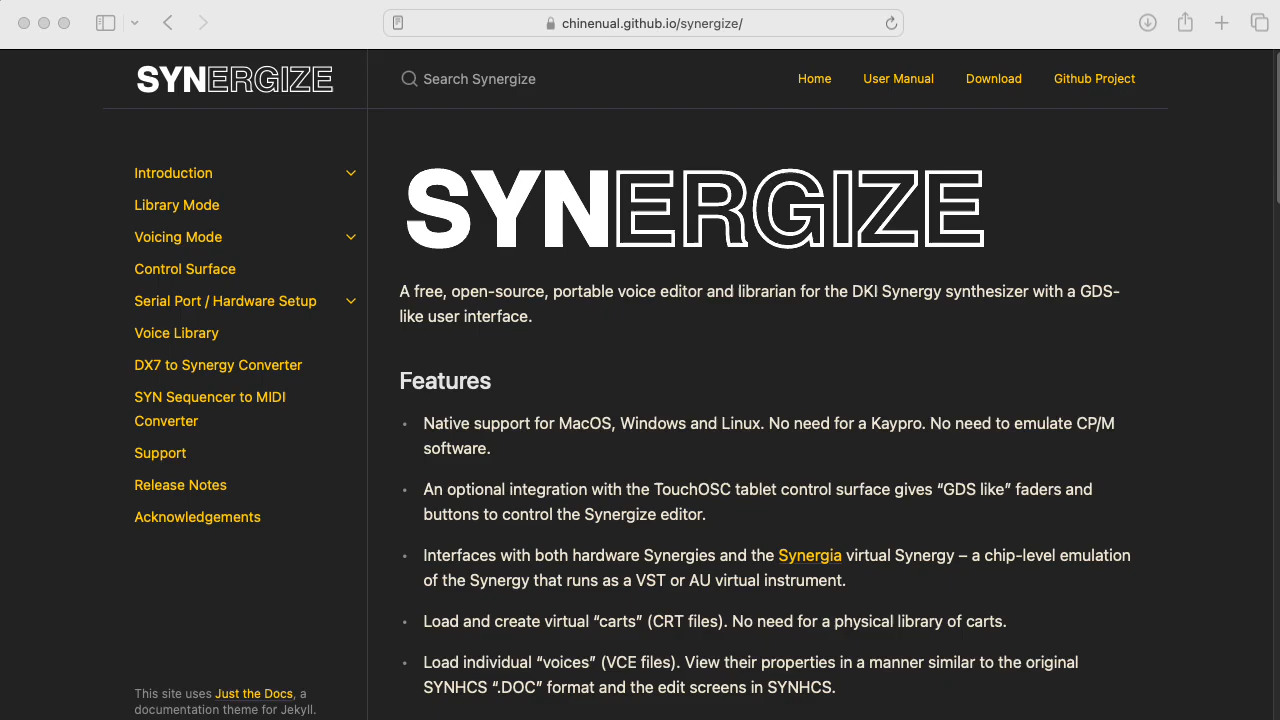 chinenual.github.io/synergize/
SYNERGIZE
Search Synergize
Home
User Manual
Download
Github Project
Introduction
Library Mode
Voicing Mode
Control Surface
Serial Port / Hardware Setup
Voice Library
DX7 to Synergy Converter
SYN Sequencer to MIDI
Converter
Support
Release Notes
Acknowledgements
This site uses Just the Docs, a
documentation theme for Jekyll.
SYNERGIZE
A free, open-source, portable voice editor and librarian for the DKI Synergy synthesizer with a GDS-
like user interface.
Features
Native support for MacOS, Windows and Linux. No need for a Kaypro. No need to emulate CP/M
software.
An optional integration with the TouchOSC tablet control surface gives “GDS like” faders and
buttons to control the Synergize editor.
Interfaces with both hardware Synergies and the Synergia virtual Synergy – a chip-level emulation
of the Synergy that runs as a VST or AU virtual instrument.
Load and create virtual “carts” (CRT files). No need for a physical library of carts.
Load individual “voices” (VCE files). View their properties in a manner similar to the original
SYNHCS “.DOC” format and the edit screens in SYNHCS.